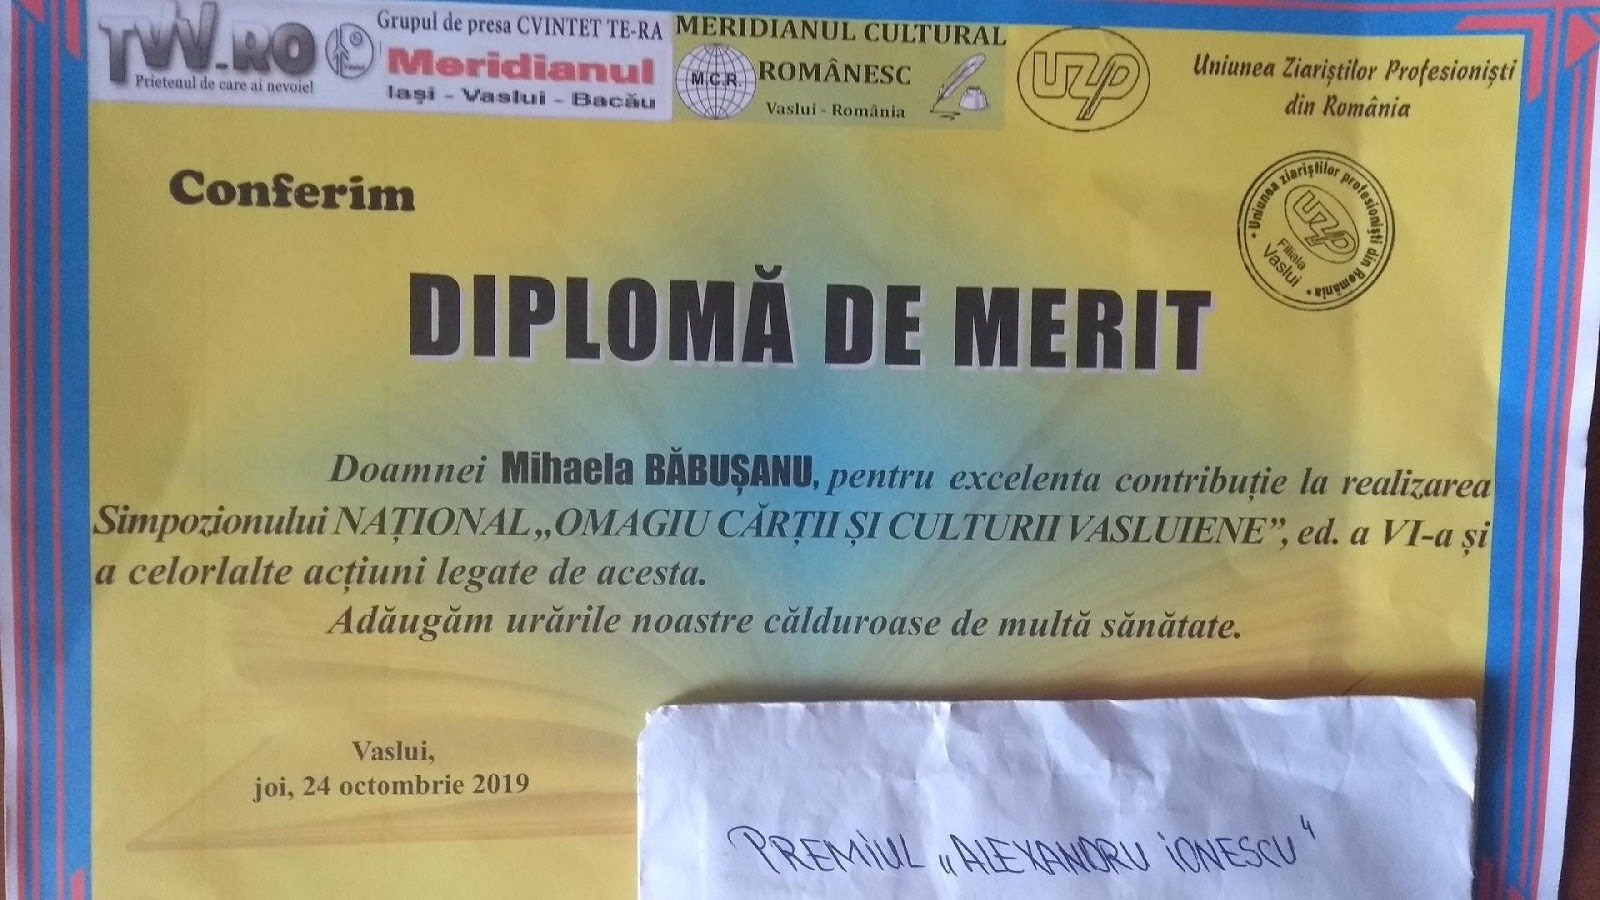 TVV.RO
Prietenul de care ai nevoie!
Grupul de presa CVINTET TE-RA
Meridianul
Iași - Vaslui - Bacău
MERIDIANUL CULTURAL
M.C.R. ROMÂNESC
Vaslui - România
UZP
Uniunea Ziariștilor Profesioniști
din România
Uniunea ziariștilor profesioniști din România
UZP
Filiala
Vaslui
Conferim
DIPLOMĂ DE MERIT
Doamnei Mihaela BĂBUȘANU, pentru excelenta contribuție la realizarea
Simpozionului NAȚIONAL „OMAGIU CĂRȚII ȘI CULTURII VASLUIENE”, ed. a VI-a și
a celorlalte acțiuni legate de acesta.
Adăugăm urările noastre călduroase de multă sănătate.
Vaslui,
joi, 24 octombrie 2019
PREMIUL „ALEXANDRU IONESCU"